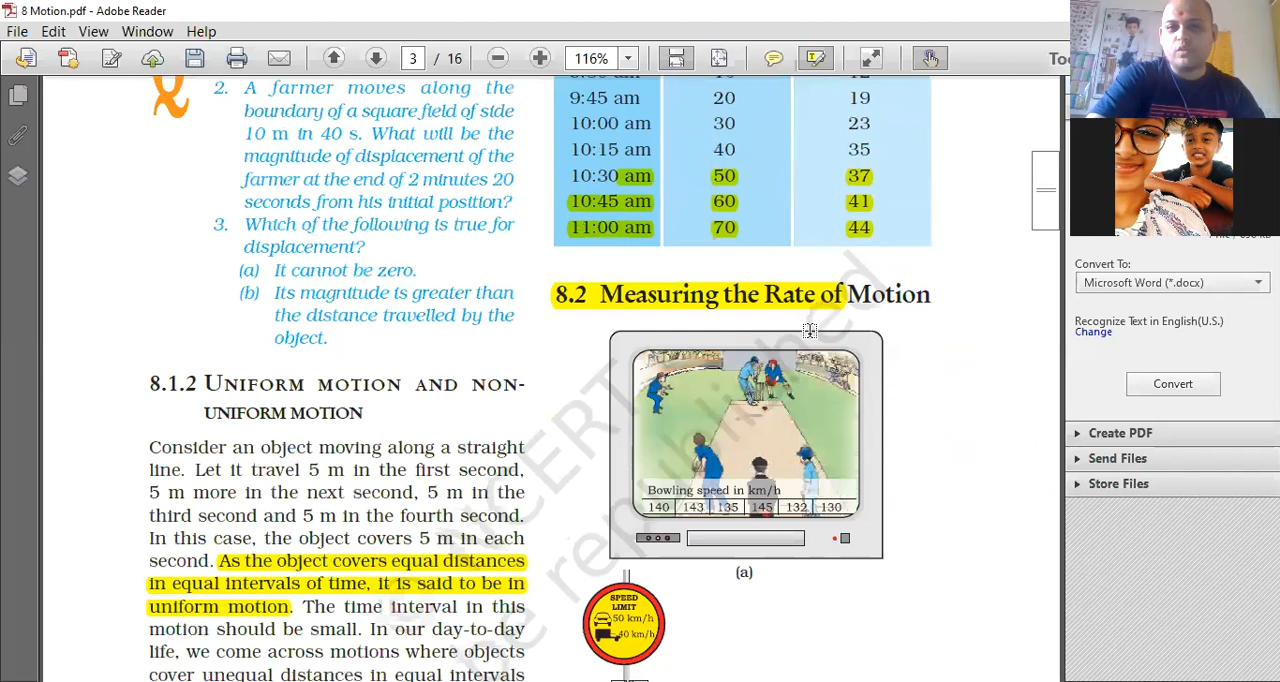 8 Motion.pdf - Adobe Reader
File Edit View Window Help
3 / 16
116%
2. A farmer moves along the
boundary of a square field of side
10 m in 40 s. What will be the
magnitude of displacement of the
farmer at the end of 2 minutes 20
seconds from his initial position?
3. Which of the following is true for
displacement?
(a) It cannot be zero.
(b) Its magnitude is greater than
the distance travelled by the
object.
8.1.2 UNIFORM MOTION AND NON-
UNIFORM MOTION
Consider an object moving along a straight
line. Let it travel 5 m in the first second,
5 m more in the next second, 5 m in the
third second and 5 m in the fourth second.
In this case, the object covers 5 m in each
second. As the object covers equal distances
in equal intervals of time, it is said to be in
uniform motion. The time interval in this
motion should be small. In our day-to-day
life, we come across motions where objects
cover unequal distances in equal intervals
9:45 am 20 19
10:00 am 30 23
10:15 am 40 35
10:30 am 50 37
10:45 am 60 41
11:00 am 70 44
8.2 Measuring the Rate of Motion
Bowling speed in km/h
140 143 135 145 132 130
(a)
SPEED
LIMIT
50 km/h
40 km/h
be republished
Convert To:
Microsoft Word (*.docx)
Recognize Text in English(U.S.)
Change
Convert
Create PDF
Send Files
Store Files